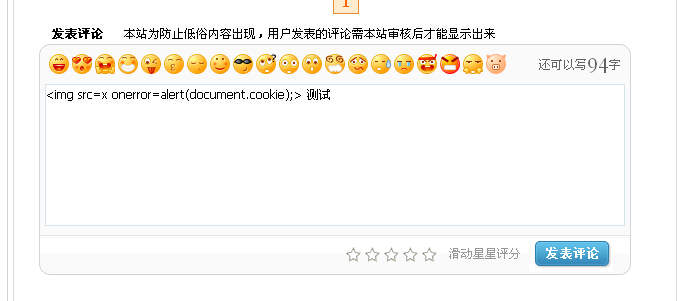 1
发表评论 本站为防止低俗内容出现，用户发表的评论需本站审核后才能显示出来
还可以写94字
<img src=x onerror=alert(document.cookie);> 测试
滑动星星评分 发表评论